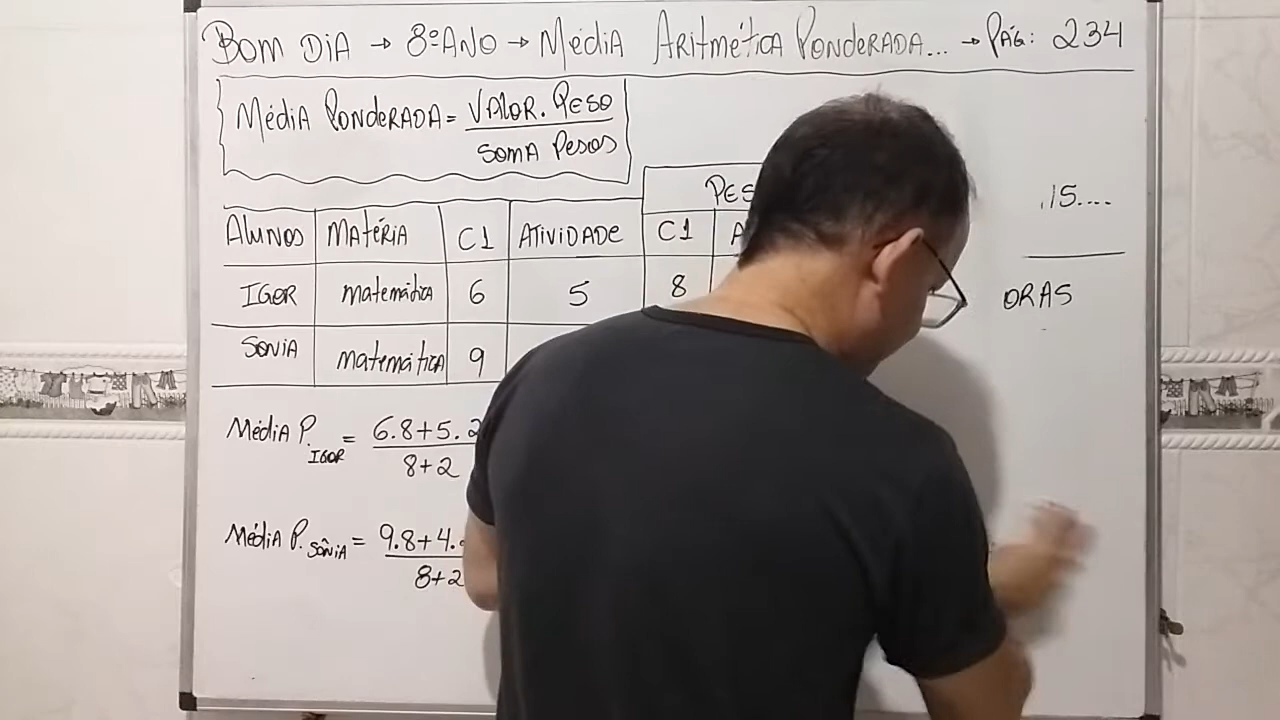 BOM DIA → 8º ANO → MéDiA ARiTméTicA PONDERADA... → PÁG: 234
MéDiA PONDERADA = VALOR. PESO
SOMA PESOS
ALUNOS MATÉRIA C1 ATIVIDADE C1
IGOR matemática 6 5 8
SONIA matemática 9
.15....
ORAS
MéDiA P. IGOR = 6.8+5.2
8+2
MéDiA P. SÔNIA = 9.8+4.
8+2